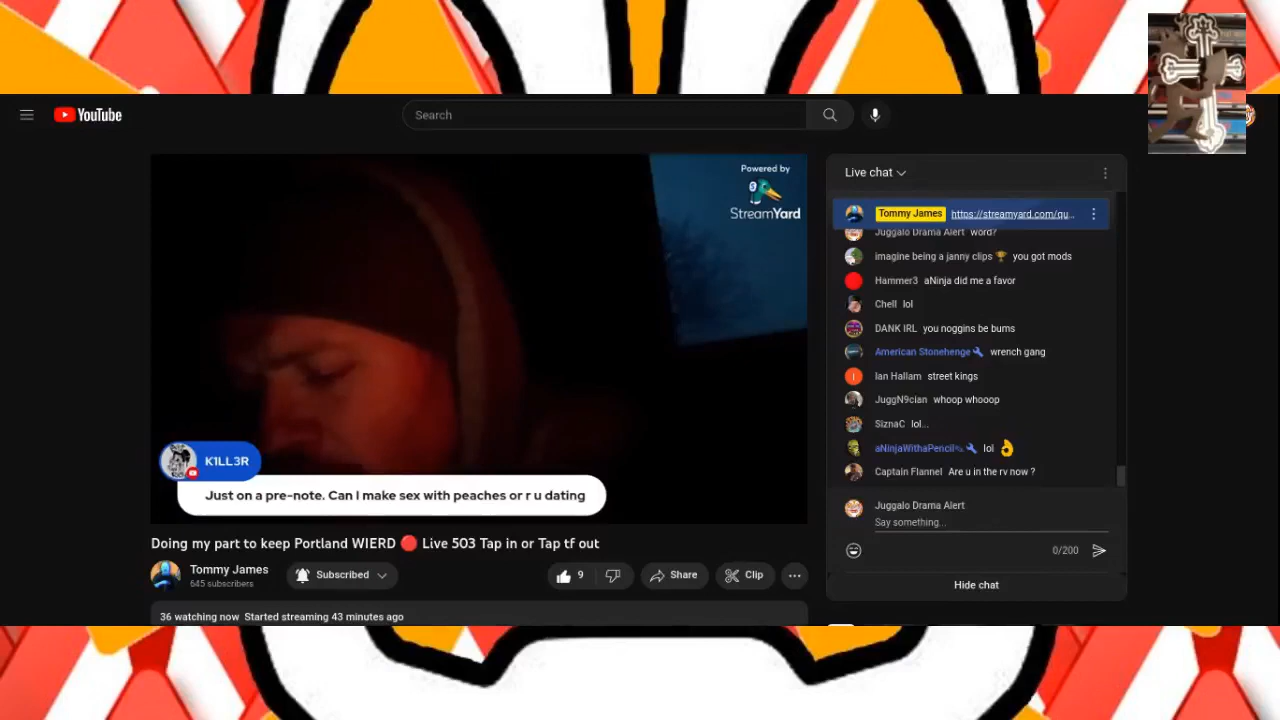 YouTube
Search
Powered by
StreamYard
K1LL3R
Just on a pre-note. Can I make sex with peaches or r u dating
Doing my part to keep Portland WIERD 🔴 Live 503 Tap in or Tap tf out
Tommy James
645 subscribers
Subscribed
9
Share
Clip
36 watching now Started streaming 43 minutes ago
Live chat
Tommy James https://streamyard.com/qu...
Juggalo Drama Alert word?
imagine being a janny clips 🏆 you got mods
Hammer3 aNinja did me a favor
Chell lol
DANK IRL you noggins be bums
American Stonehenge wrench gang
Ian Hallam street kings
JuggN9cian whoop whooop
SiznaC lol...
aNinjaWithaPencil✏ lol 👌
Captain Flannel Are u in the rv now ?
Juggalo Drama Alert
Say something...
0/200
Hide chat